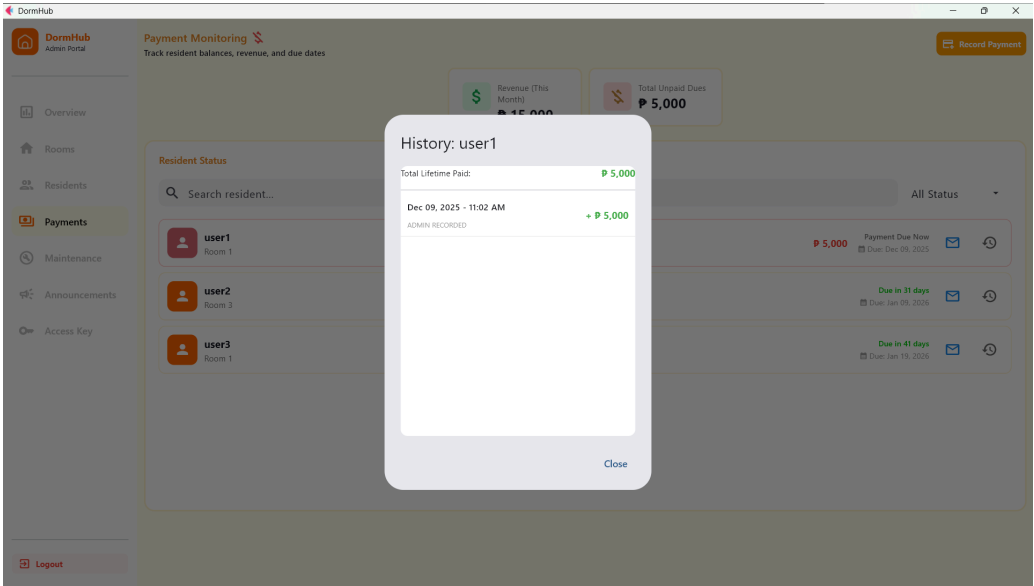 DormHub
DormHub
Admin Portal
Payment Monitoring
Track resident balances, revenue, and due dates
Record Payment
Revenue (This
Month)
₱ 15,000
Total Unpaid Dues
₱ 5,000
Overview
Rooms
Residents
Payments
Maintenance
Announcements
Access Key
Logout
Resident Status
Search resident...
All Status
user1
Room 1
₱ 5,000
Payment Due Now
Due: Dec 09, 2025
user2
Room 3
Due in 31 days
Due: Jan 09, 2026
user3
Room 1
Due in 41 days
Due: Jan 19, 2026
History: user1
Total Lifetime Paid:
₱ 5,000
Dec 09, 2025 - 11:02 AM
ADMIN RECORDED
+ ₱ 5,000
Close